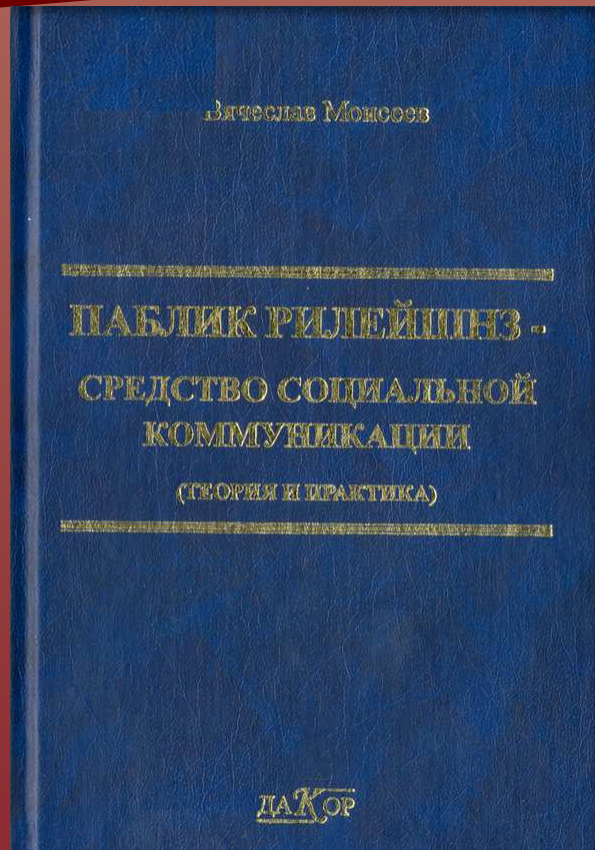 Вячеслав Моисеев
ПАБЛИК РИЛЕЙШНЗ -
СРЕДСТВО СОЦИАЛЬНОЙ
КОММУНИКАЦИИ
(ТЕОРИЯ И ПРАКТИКА)
ДАКОР